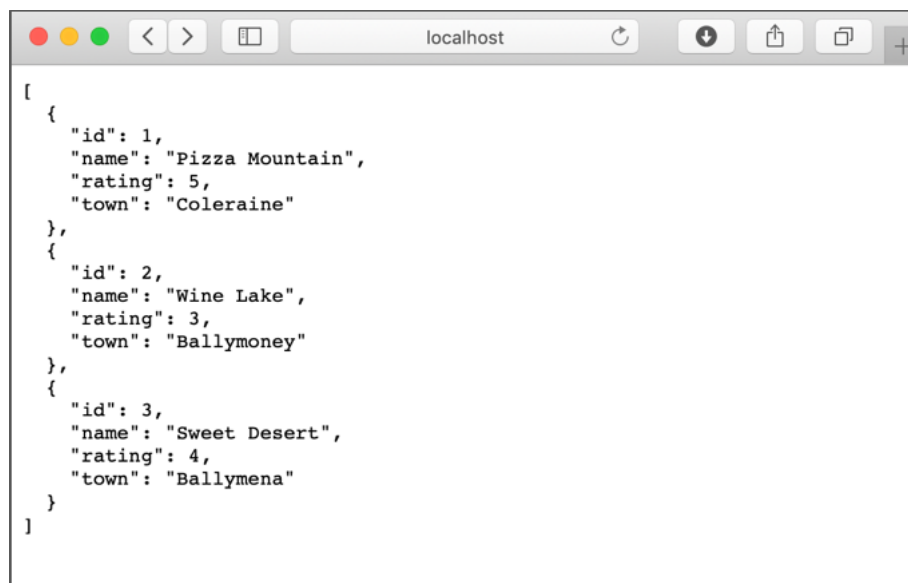 localhost
[
  {
    "id": 1,
    "name": "Pizza Mountain",
    "rating": 5,
    "town": "Coleraine"
  },
  {
    "id": 2,
    "name": "Wine Lake",
    "rating": 3,
    "town": "Ballymoney"
  },
  {
    "id": 3,
    "name": "Sweet Desert",
    "rating": 4,
    "town": "Ballymena"
  }
]